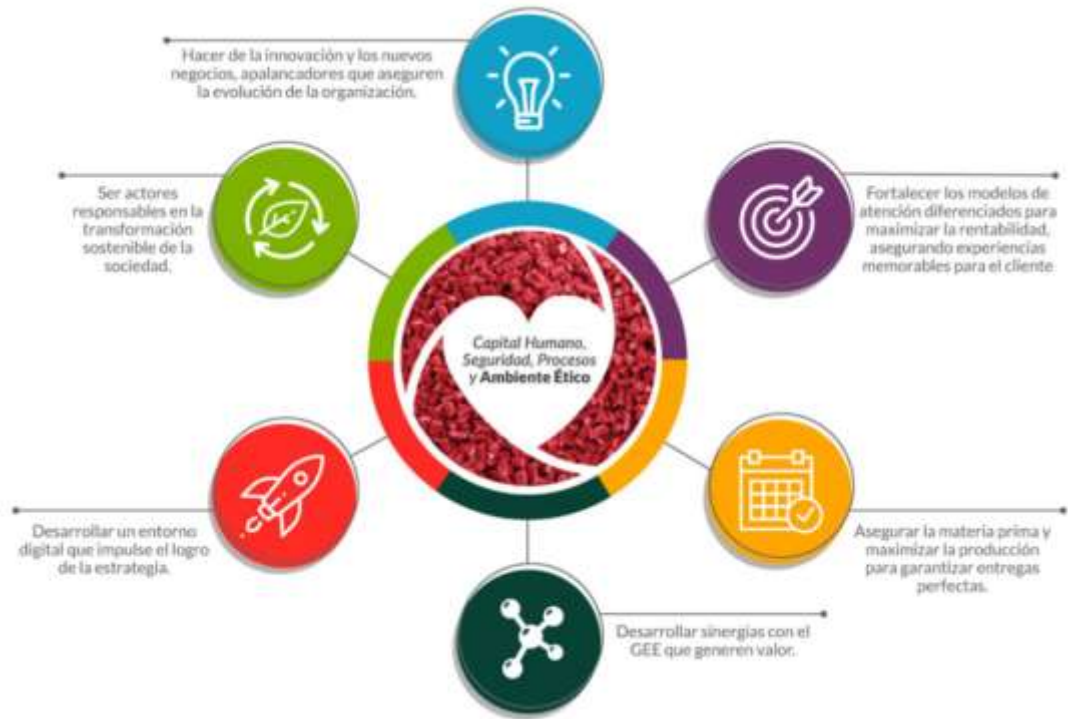 Hacer de la innovación y los nuevos
negocios, apalancadores que aseguren
la evolución de la organización.
Ser actores
responsables en la
transformación
sostenible de la
sociedad.
Fortalecer los modelos de
atención diferenciados para
maximizar la rentabilidad,
asegurando experiencias
memorables para el cliente
Capital Humano,
Seguridad, Procesos
y Ambiente Ético
Desarrollar un entorno
digital que impulse el logro
de la estrategia.
Asegurar la materia prima y
maximizar la producción
para garantizar entregas
perfectas.
Desarrollar sinergias con el
GEE que generen valor.